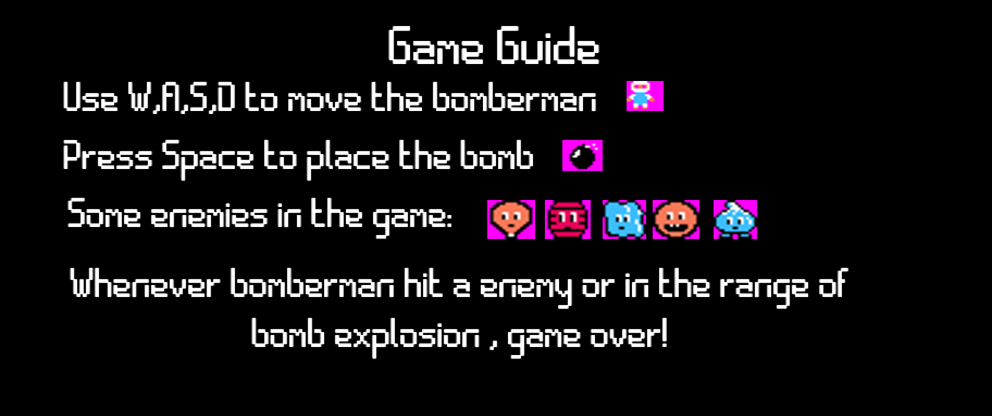 Game Guide
Use W,A,S,D to move the bomberman
Press Space to place the bomb
Some enemies in the game:
Whenever bomberman hit a enemy or in the range of
bomb explosion , game over!